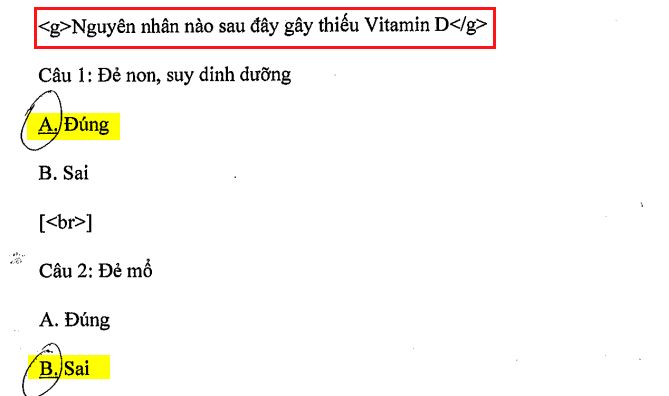 <g>Nguyên nhân nào sau đây gây thiếu Vitamin D</g>
Câu 1: Đẻ non, suy dinh dưỡng
A. Đúng
B. Sai
[<br>]
Câu 2: Đẻ mổ
A. Đúng
B. Sai